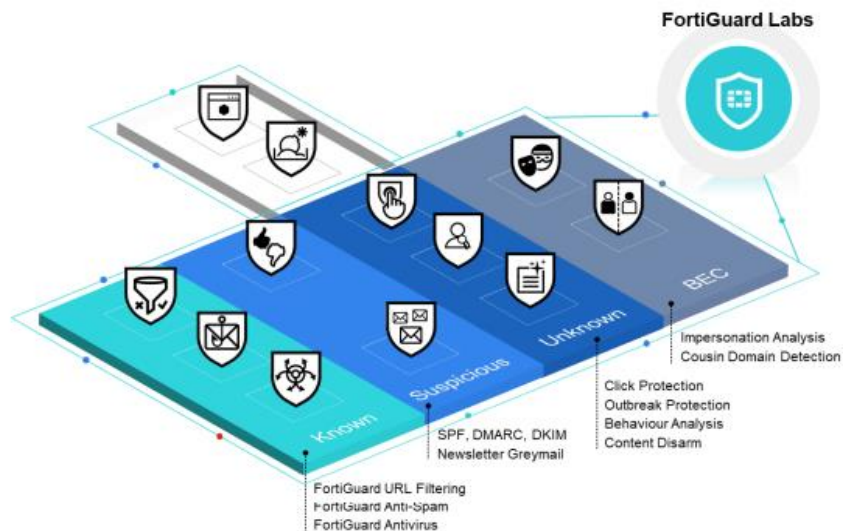 FortiGuard Labs
BEC
Impersonation Analysis
Cousin Domain Detection
Unknown
Click Protection
Outbreak Protection
Behaviour Analysis
Content Disarm
Suspicious
SPF, DMARC, DKIM
Newsletter Greymail
Known
FortiGuard URL Filtering
FortiGuard Anti-Spam
FortiGuard Antivirus